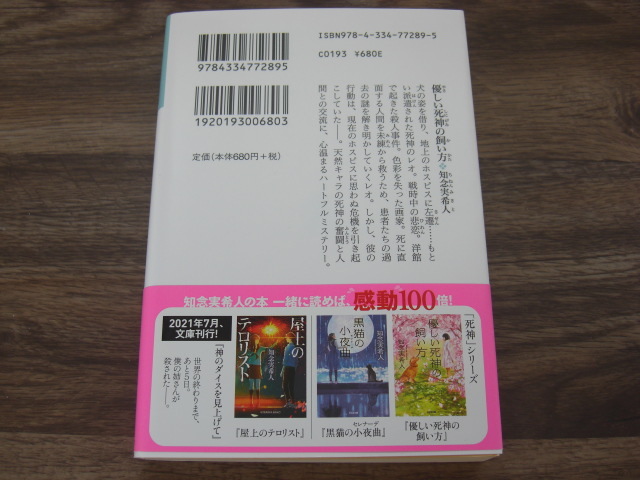 ISBN978-4-334-77289-5
C0193 ¥680E
9784334772895
1920193006803
定価(本体680円+税)
優しい死神の飼い方❖知念実希人
犬の姿を借り、地上のホスピスに左遷……もと
い派遣された死神のレオ。戦時中の悲恋。洋館
で起きた殺人事件。色彩を失った画家。死に直
面する人間を未練から救うため、患者たちの過
去の謎を解き明かしていくレオ。しかし、彼の
行動は、現在のホスピスに思わぬ危機を引き起
こしていた――。天然キャラの死神の奮闘と人
間との交流に、心温まるハートフルミステリー。
知念実希人の本 一緒に読めば、感動100倍!
「死神」シリーズ
優しい死神の飼い方
知念実希人
『優しい死神の
飼い方』
黒猫の小夜曲
知念実希人
セレナーデ
『黒猫の小夜曲』
屋上のテロリスト
知念実希人
『屋上のテロリスト』
2021年7月、
文庫刊行!
『神のダイスを見上げて』
世界の終わりまで、
あと5日。
僕の姉さんが
殺された――。